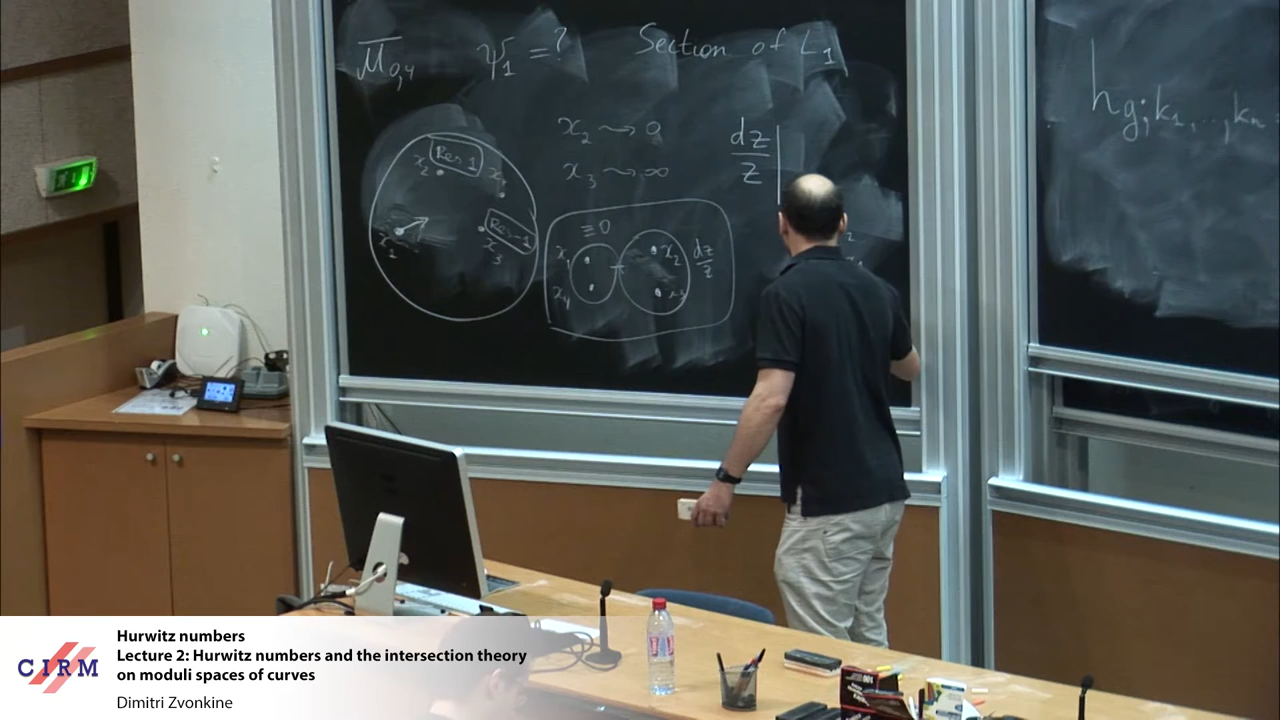 M̅₀,₄ ψ₁ = ? Section of L₁
x₂ ⇝ 0
x₃ ⇝ ∞
dz/z |
x₂ Res 1
x₁ x₃ Res -1
≡0
x₁ x₂ dz/z
x₄ x₃
h g; k₁, ..., kₙ
CIRM
Hurwitz numbers
Lecture 2: Hurwitz numbers and the intersection theory
on moduli spaces of curves
Dimitri Zvonkine